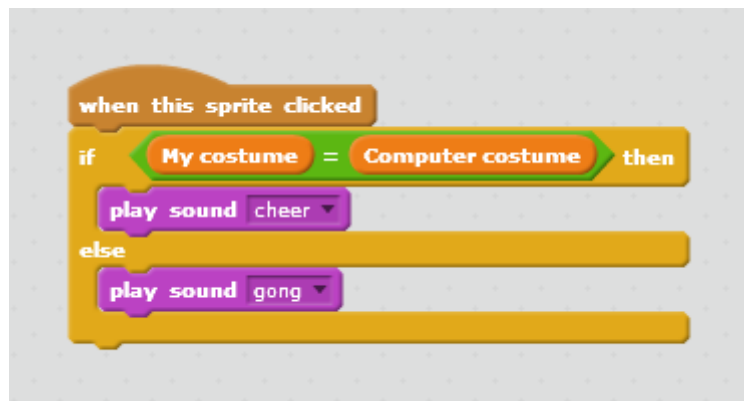 when this sprite clicked
if My costume = Computer costume then
play sound cheer
else
play sound gong